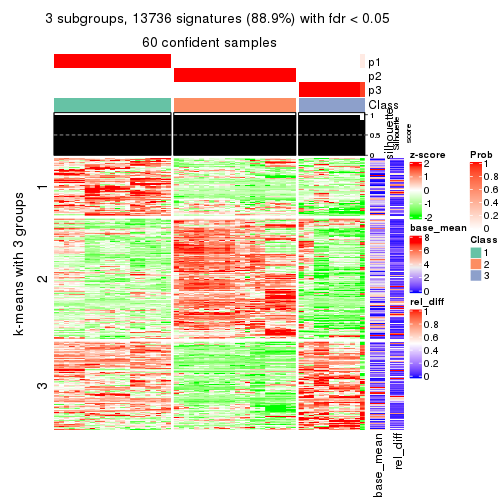 3 subgroups, 13736 signatures (88.9%) with fdr < 0.05
60 confident samples
p1
p2
p3
Class
1
0.5
0
silhouette
Silhouette
score
k-means with 3 groups
1
2
3
base_mean
rel_diff
z-score
2
1
0
-1
-2
base_mean
8
6
4
2
0
rel_diff
1
0.8
0.6
0.4
0.2
0
Prob
1
0.8
0.6
0.4
0.2
0
Class
1
2
3